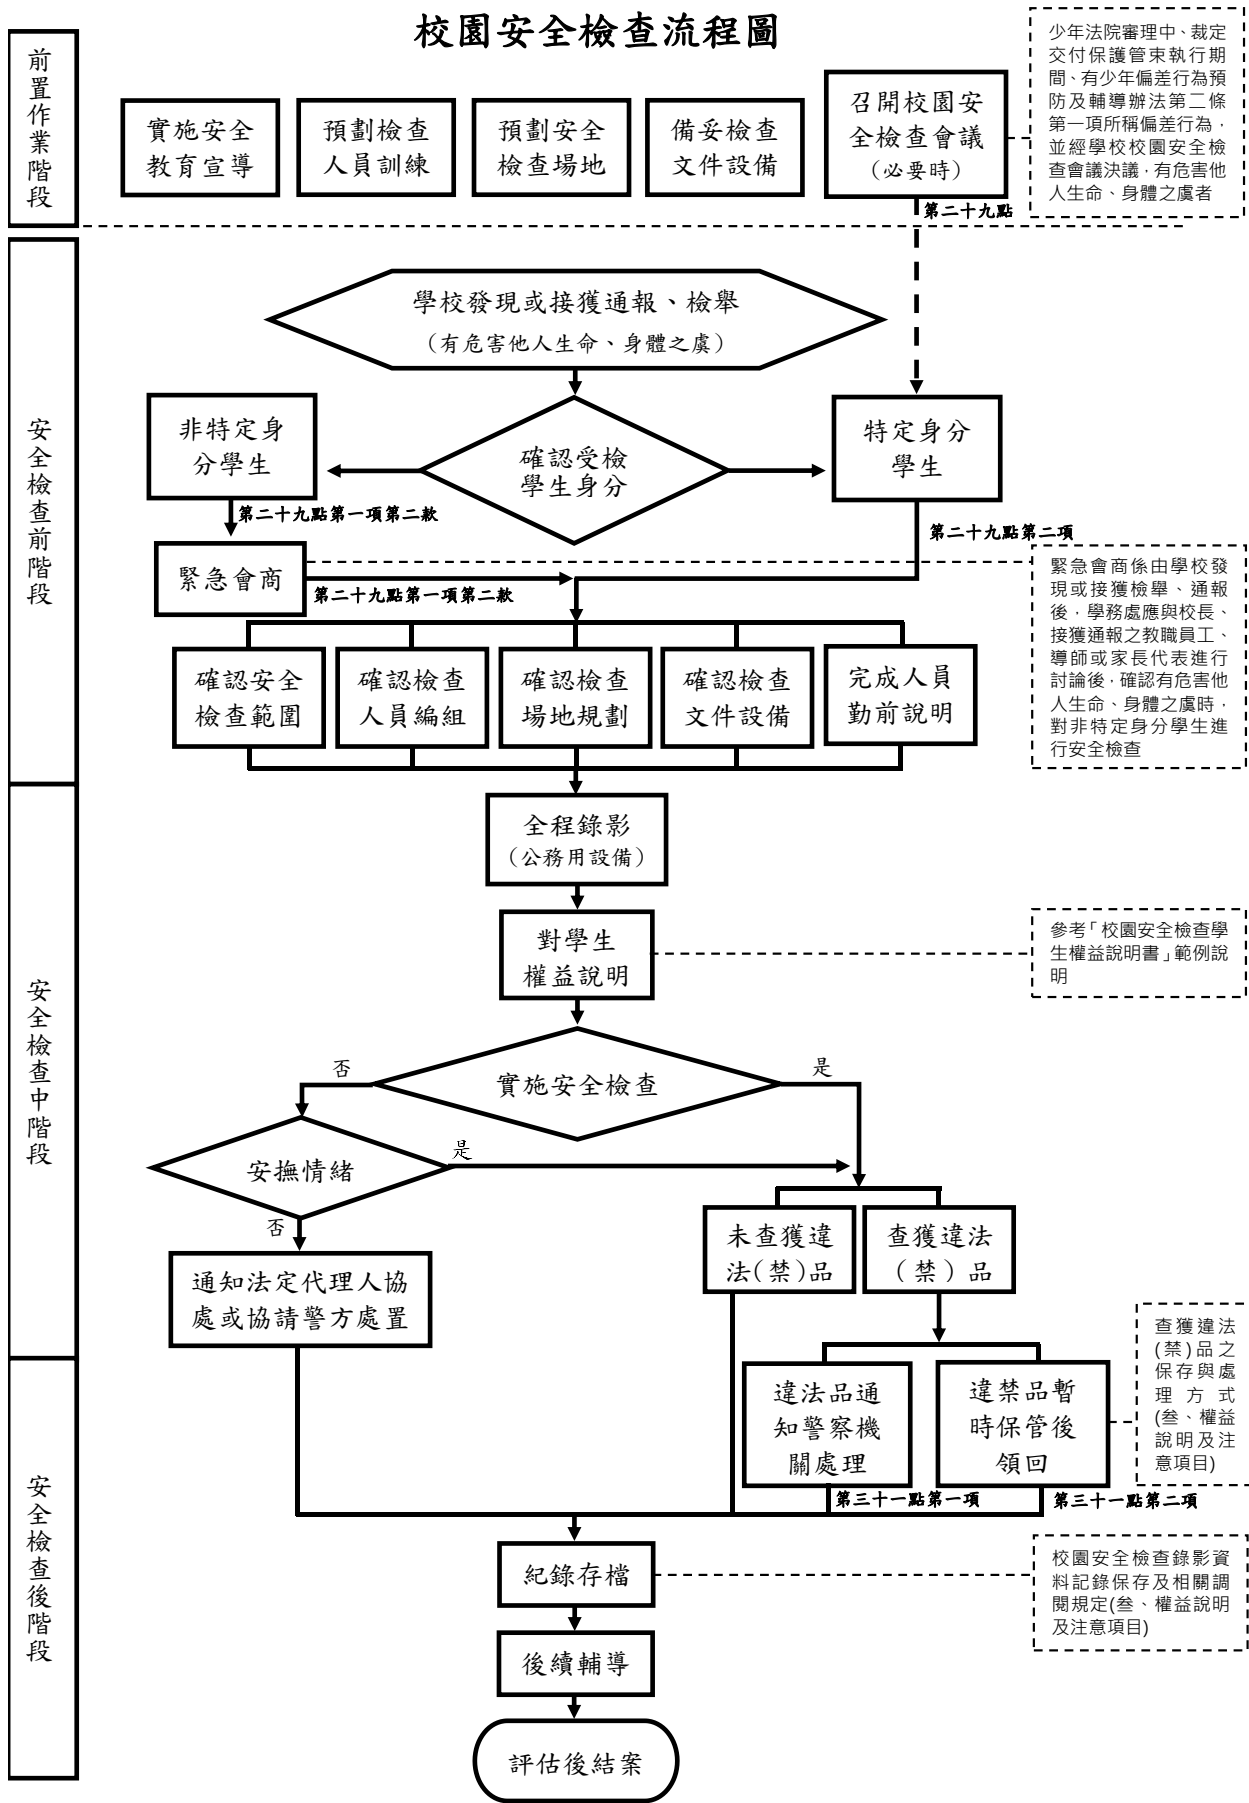 校園安全檢查流程圖
前置作業階段
實施安全
教育宣導
預劃檢查
人員訓練
預劃安全
檢查場地
備妥檢查
文件設備
召開校園安
全檢查會議
(必要時)
少年法院審理中、裁定
交付保護管束執行期
間、有少年偏差行為預
防及輔導辦法第二條
第一項所稱偏差行為，
並經學校校園安全檢
查會議決議，有危害他
人生命、身體之虞者
第二十九點
安全檢查前階段
學校發現或接獲通報、檢舉
(有危害他人生命、身體之虞)
非特定身
分學生
確認受檢
學生身分
特定身分
學生
第二十九點第一項第二款
第二十九點第二項
緊急會商
第二十九點第一項第二款
緊急會商係由學校發
現或接獲檢舉、通報
後，學務處應與校長、
接獲通報之教職員工、
導師或家長代表進行
討論後，確認有危害他
人生命、身體之虞時，
對非特定身分學生進
行安全檢查
確認安全
檢查範圍
確認檢查
人員編組
確認檢查
場地規劃
確認檢查
文件設備
完成人員
勤前說明
安全檢查中階段
全程錄影
(公務用設備)
對學生
權益說明
參考「校園安全檢查學
生權益說明書」範例說
明
實施安全檢查
否
是
安撫情緒
是
否
通知法定代理人協
處或協請警方處置
未查獲違
法(禁)品
查獲違法
(禁)品
安全檢查後階段
違法品通
知警察機
關處理
違禁品暫
時保管後
領回
查獲違法
(禁)品之
保存與處
理方式
(叁、權益
說明及注
意項目)
第三十一點第一項
第三十一點第二項
紀錄存檔
校園安全檢查錄影資
料記錄保存及相關調
閱規定(叁、權益說明
及注意項目)
後續輔導
評估後結案